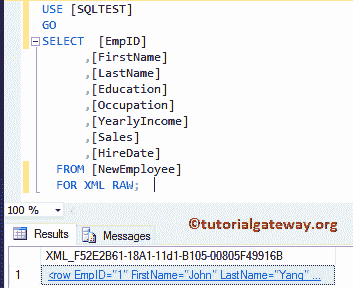 USE [SQLTEST]
GO
SELECT [EmpID]
,[FirstName]
,[LastName]
,[Education]
,[Occupation]
,[YearlyIncome]
,[Sales]
,[HireDate]
FROM [NewEmployee]
FOR XML RAW;
100 %
©tutorialgateway.org
Results Messages
XML_F52E2B61-18A1-11d1-B105-00805F49916B
1 <row EmpID="1" FirstName="John" LastName="Yang" ...